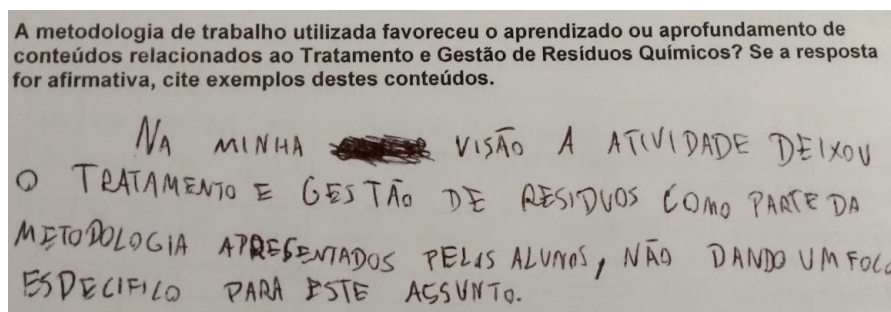 A metodologia de trabalho utilizada favoreceu o aprendizado ou aprofundamento de
conteúdos relacionados ao Tratamento e Gestão de Resíduos Químicos? Se a resposta
for afirmativa, cite exemplos destes conteúdos.
NA MINHA VISÃO A ATIVIDADE DEIXOU
O TRATAMENTO E GESTÃO DE RESIDUOS COMO PARTE DA
METODOLOGIA APRESENTADOS PELOS ALUNOS, NÃO DANDO UM FOCO
ESPECIFICO PARA ESTE ASSUNTO.